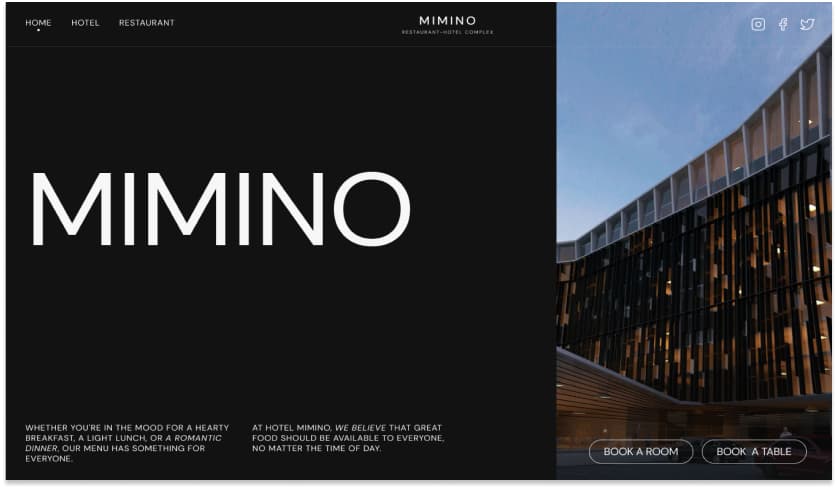 HOME HOTEL RESTAURANT
MIMINO
RESTAURANT-HOTEL COMPLEX
MIMINO
WHETHER YOU'RE IN THE MOOD FOR A HEARTY
BREAKFAST, A LIGHT LUNCH, OR A ROMANTIC
DINNER, OUR MENU HAS SOMETHING FOR
EVERYONE.
AT HOTEL MIMINO, WE BELIEVE THAT GREAT
FOOD SHOULD BE AVAILABLE TO EVERYONE,
NO MATTER THE TIME OF DAY.
BOOK A ROOM
BOOK A TABLE